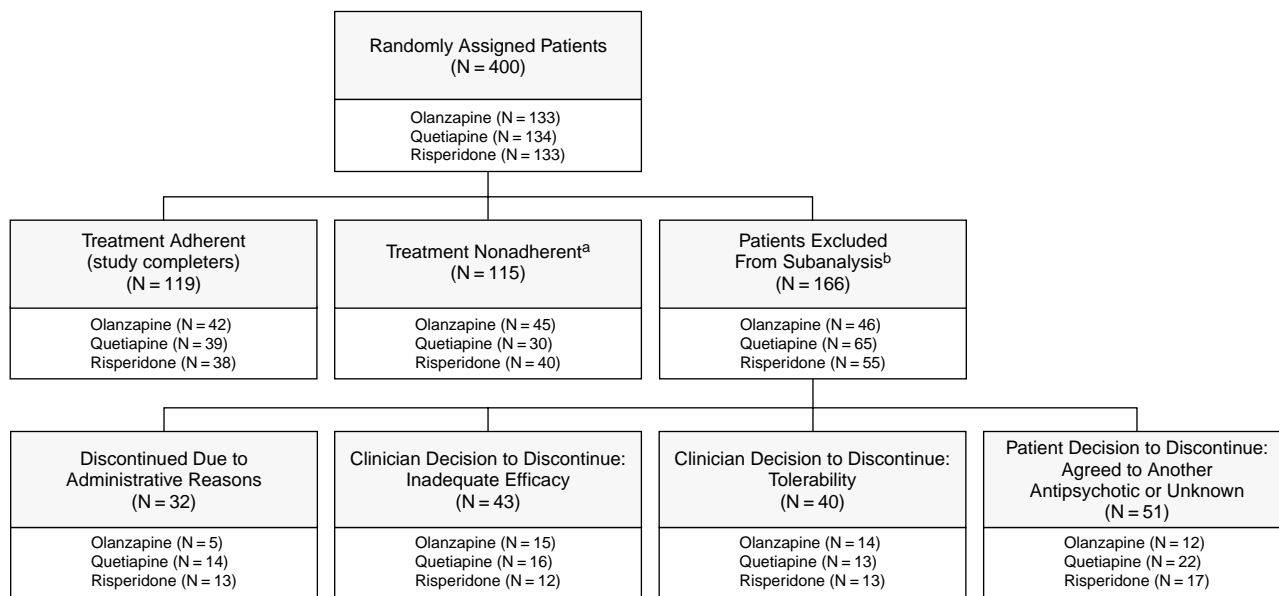 Randomly Assigned Patients
(N = 400)
Olanzapine (N = 133)
Quetiapine (N = 134)
Risperidone (N = 133)
Treatment Adherent
(study completers)
(N = 119)
Olanzapine (N = 42)
Quetiapine (N = 39)
Risperidone (N = 38)
Treatment Nonadherentᵃ
(N = 115)
Olanzapine (N = 45)
Quetiapine (N = 30)
Risperidone (N = 40)
Patients Excluded
From Subanalysisᵇ
(N = 166)
Olanzapine (N = 46)
Quetiapine (N = 65)
Risperidone (N = 55)
Discontinued Due to
Administrative Reasons
(N = 32)
Olanzapine (N = 5)
Quetiapine (N = 14)
Risperidone (N = 13)
Clinician Decision to Discontinue:
Inadequate Efficacy
(N = 43)
Olanzapine (N = 15)
Quetiapine (N = 16)
Risperidone (N = 12)
Clinician Decision to Discontinue:
Tolerability
(N = 40)
Olanzapine (N = 14)
Quetiapine (N = 13)
Risperidone (N = 13)
Patient Decision to Discontinue:
Agreed to Another
Antipsychotic or Unknown
(N = 51)
Olanzapine (N = 12)
Quetiapine (N = 22)
Risperidone (N = 17)